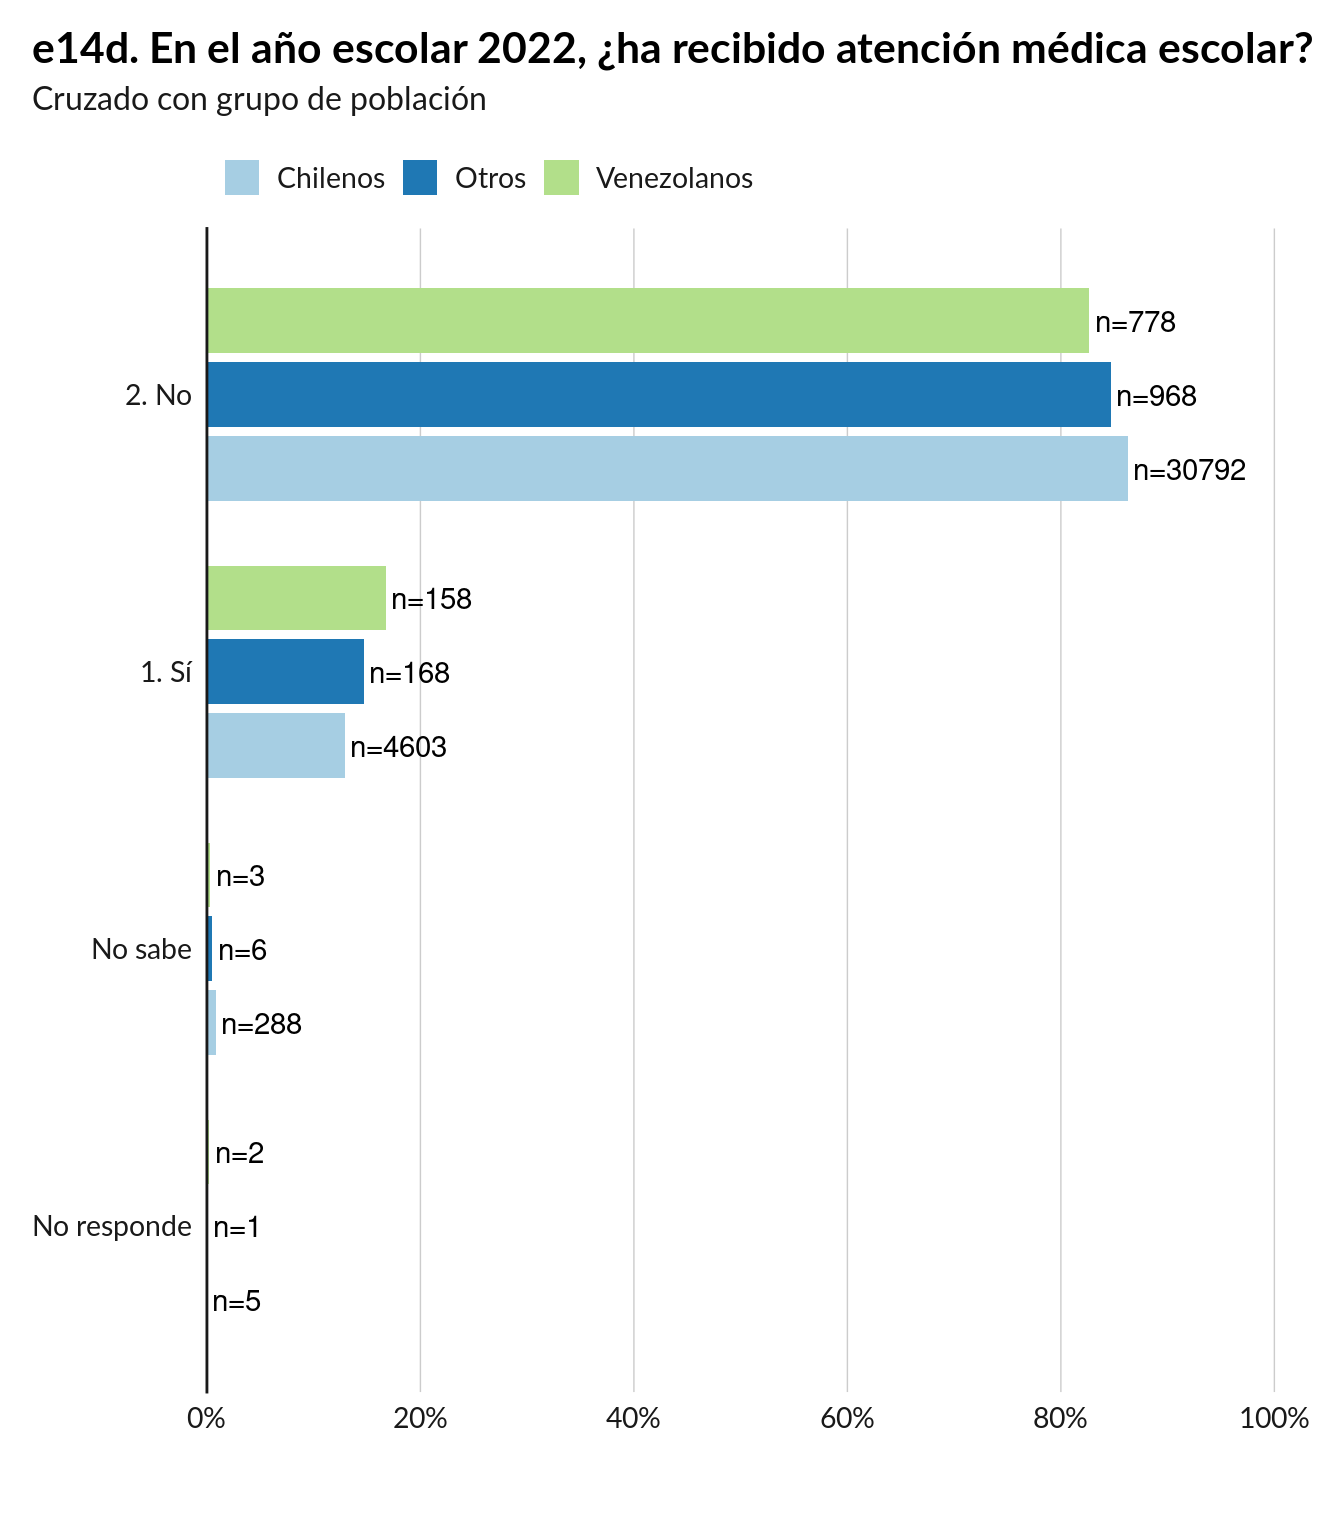 e14d. En el año escolar 2022, ¿ha recibido atención médica escolar?
Cruzado con grupo de población
Chilenos Otros Venezolanos
n=778
2. No n=968
n=30792
n=158
1. Sí n=168
n=4603
n=3
No sabe n=6
n=288
n=2
No responde n=1
n=5
0% 20% 40% 60% 80% 100%